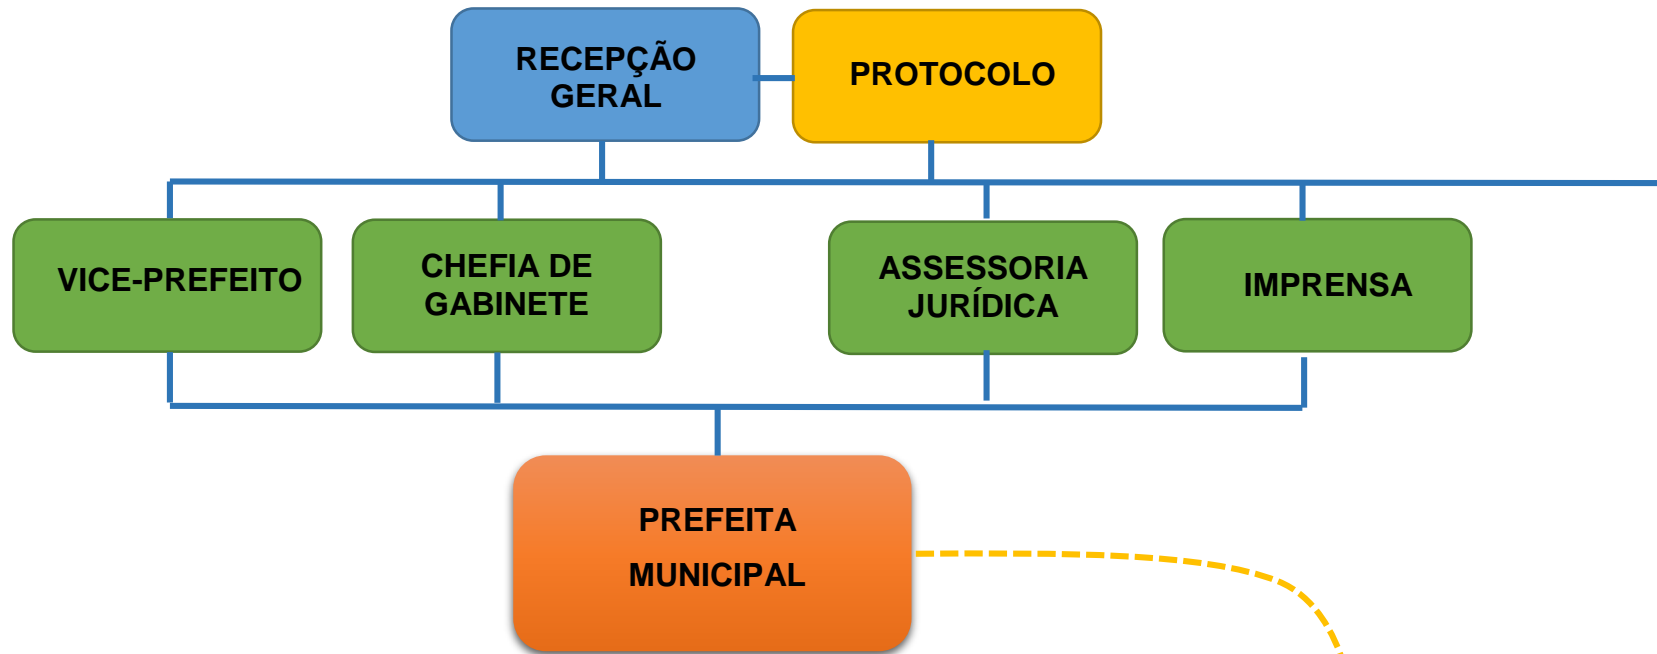 RECEPÇÃO
GERAL
PROTOCOLO
VICE-PREFEITO
CHEFIA DE
GABINETE
ASSESSORIA
JURÍDICA
IMPRENSA
PREFEITA
MUNICIPAL